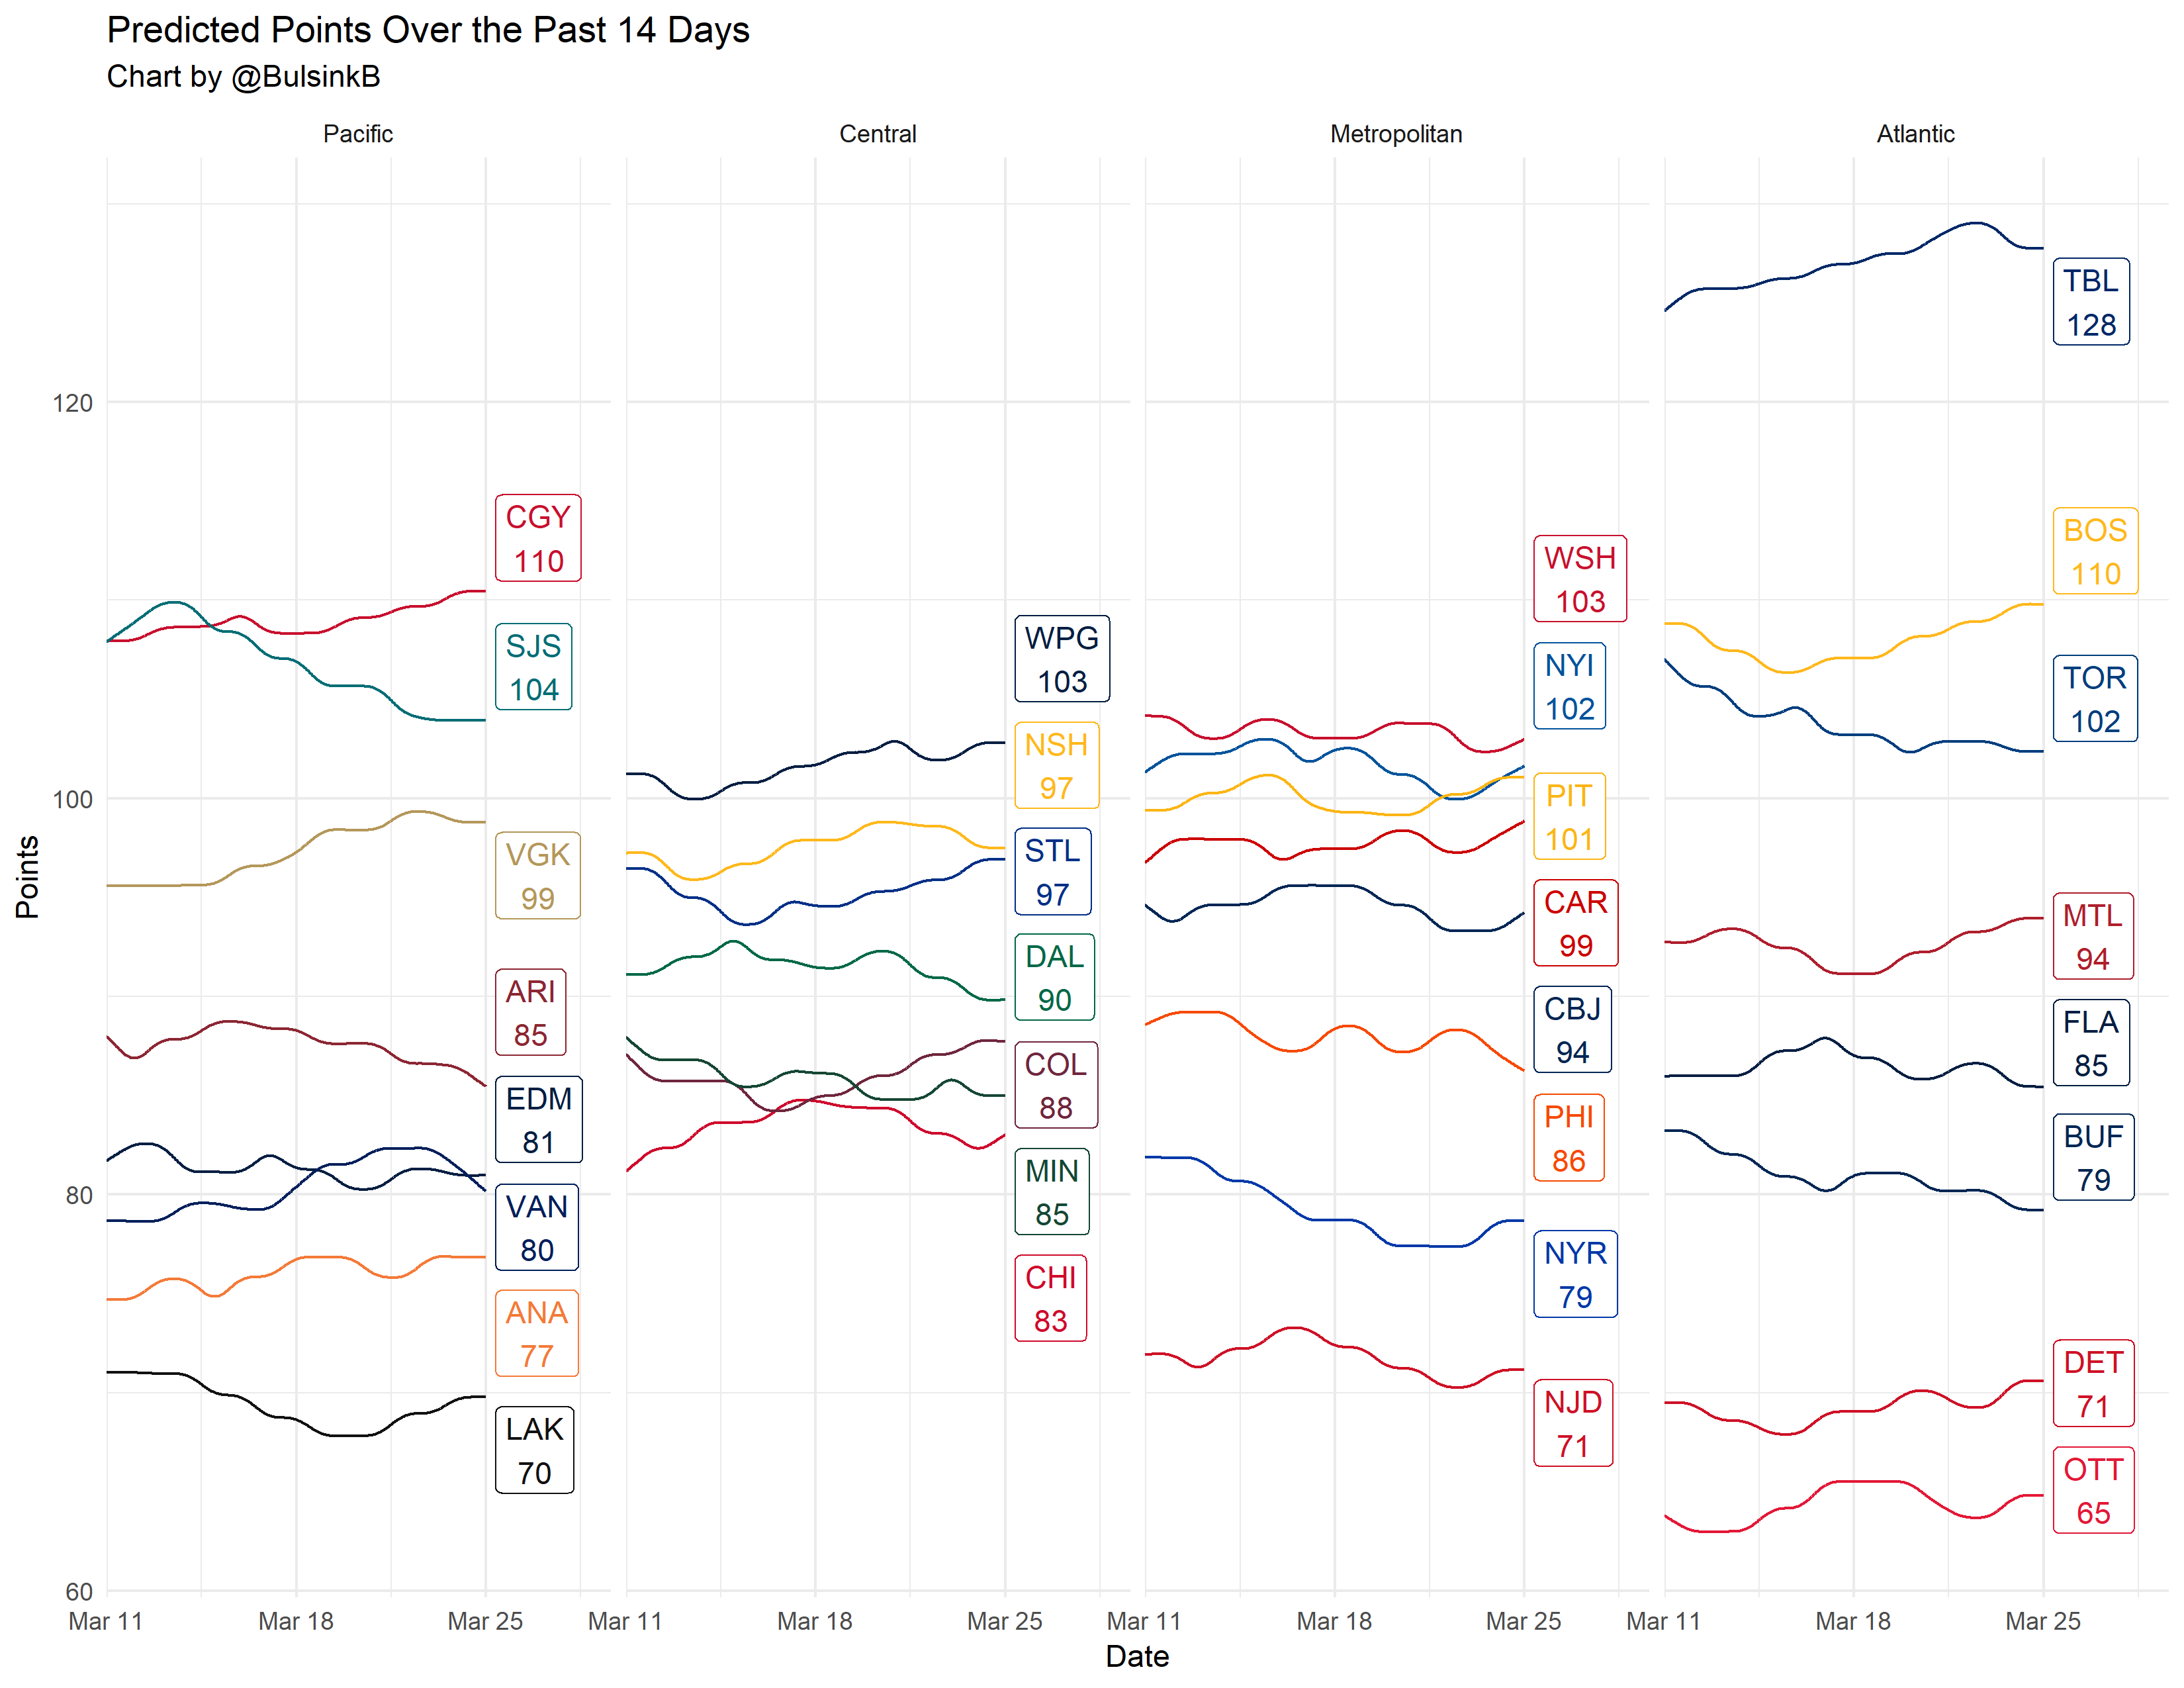 Predicted Points Over the Past 14 Days
Chart by @BulsinkB
Pacific
Central
Metropolitan
Atlantic
Points
120
100
80
60
CGY
110
SJS
104
VGK
99
ARI
85
EDM
81
VAN
80
ANA
77
LAK
70
WPG
103
NSH
97
STL
97
DAL
90
COL
88
MIN
85
CHI
83
WSH
103
NYI
102
PIT
101
CAR
99
CBJ
94
PHI
86
NYR
79
NJD
71
TBL
128
BOS
110
TOR
102
MTL
94
FLA
85
BUF
79
DET
71
OTT
65
Mar 11 Mar 18 Mar 25 Mar 11 Mar 18 Mar 25 Mar 11 Mar 18 Mar 25 Mar 11 Mar 18 Mar 25
Date